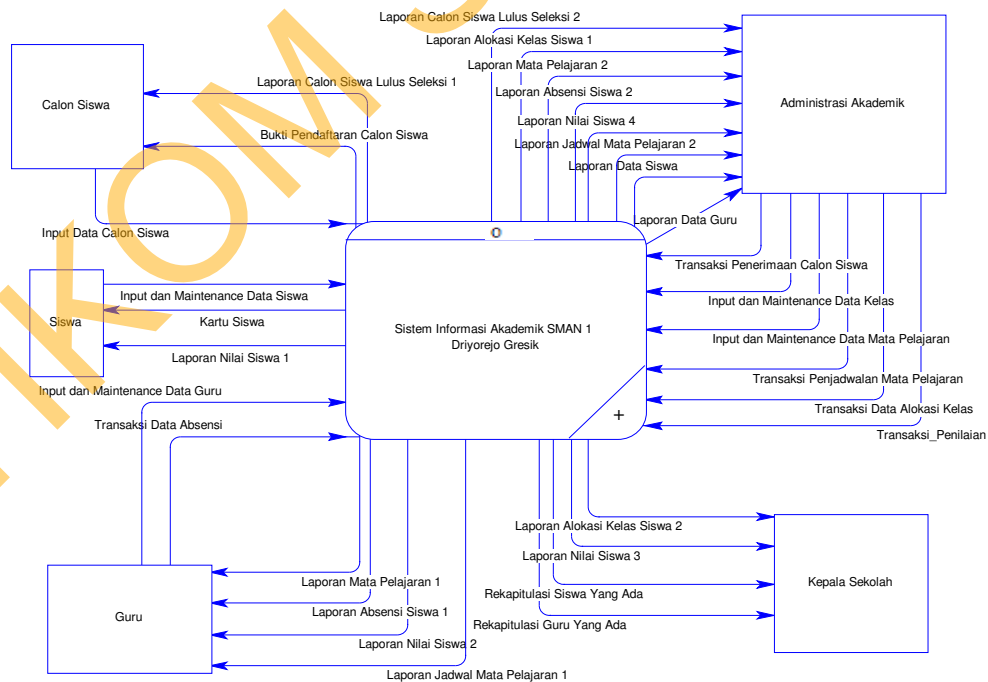 Laporan Calon Siswa Lulus Seleksi 2
Laporan Alokasi Kelas Siswa 1
Laporan Mata Pelajaran 2
Laporan Absensi Siswa 2
Laporan Nilai Siswa 4
Laporan Jadwal Mata Pelajaran 2
Laporan Data Siswa
Laporan Data Guru
Administrasi Akademik
Calon Siswa
Laporan Calon Siswa Lulus Seleksi 1
Bukti Pendaftaran Calon Siswa
Input Data Calon Siswa
0
Transaksi Penerimaan Calon Siswa
Input dan Maintenance Data Kelas
Input dan Maintenance Data Mata Pelajaran
Transaksi Penjadwalan Mata Pelajaran
Transaksi Data Alokasi Kelas
Transaksi_Penilaian
Siswa
Input dan Maintenance Data Siswa
Kartu Siswa
Laporan Nilai Siswa 1
Sistem Informasi Akademik SMAN 1
Driyorejo Gresik
+
Input dan Maintenance Data Guru
Transaksi Data Absensi
Guru
Laporan Mata Pelajaran 1
Laporan Absensi Siswa 1
Laporan Nilai Siswa 2
Laporan Jadwal Mata Pelajaran 1
Laporan Alokasi Kelas Siswa 2
Laporan Nilai Siswa 3
Rekapitulasi Siswa Yang Ada
Rekapitulasi Guru Yang Ada
Kepala Sekolah
IKOM S